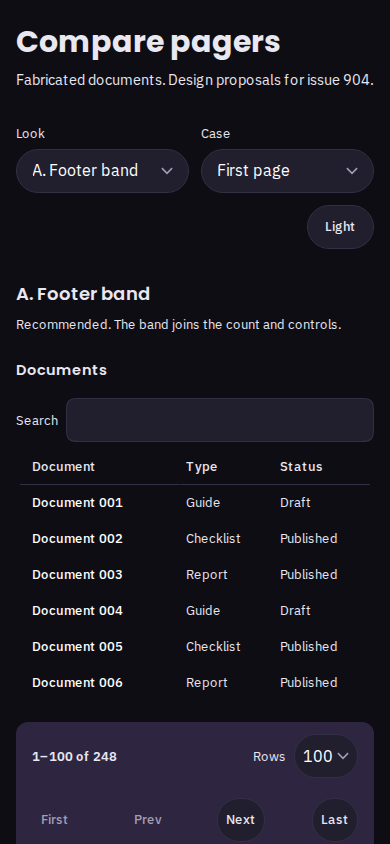 Compare pagers
Fabricated documents. Design proposals for issue 904.
Look Case
A. Footer band First page
Light
A. Footer band
Recommended. The band joins the count and controls.
Documents
Search
Document Type Status
Document 001 Guide Draft
Document 002 Checklist Published
Document 003 Report Published
Document 004 Guide Draft
Document 005 Checklist Published
Document 006 Report Published
1–100 of 248 Rows 100
First Prev Next Last